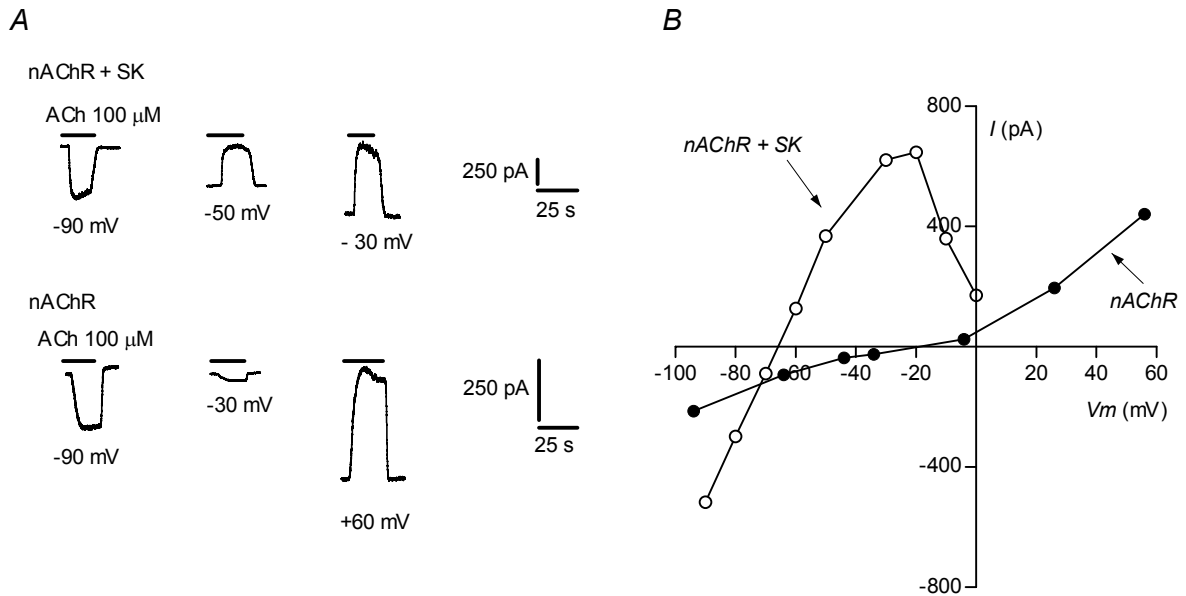 A
nAChR + SK
ACh 100 μM
-90 mV
-50 mV
- 30 mV
250 pA
25 s
nAChR
ACh 100 μM
-90 mV
-30 mV
+60 mV
250 pA
25 s
B
800
I (pA)
nAChR + SK
400
nAChR
-100 -80 -60 -40 -20 0 20 40 60
Vm (mV)
-400
-800